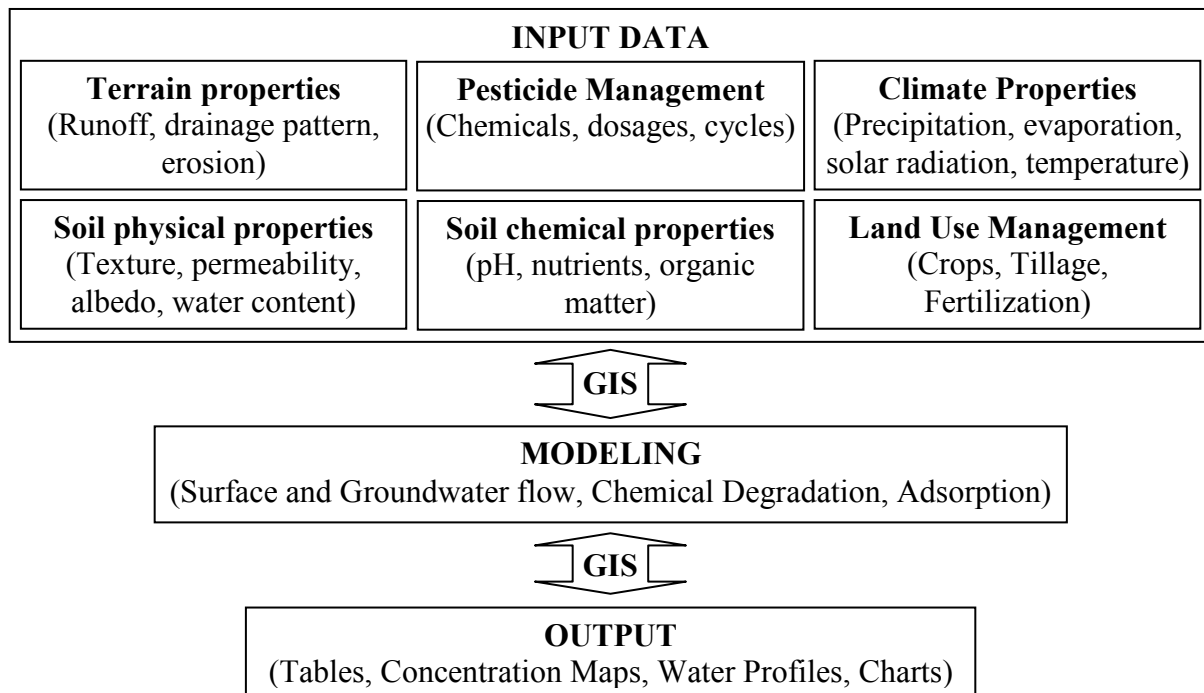 INPUT DATA
Terrain properties
(Runoff, drainage pattern,
erosion)
Pesticide Management
(Chemicals, dosages, cycles)
Climate Properties
(Precipitation, evaporation,
solar radiation, temperature)
Soil physical properties
(Texture, permeability,
albedo, water content)
Soil chemical properties
(pH, nutrients, organic
matter)
Land Use Management
(Crops, Tillage,
Fertilization)
GIS
MODELING
(Surface and Groundwater flow, Chemical Degradation, Adsorption)
GIS
OUTPUT
(Tables, Concentration Maps, Water Profiles, Charts)